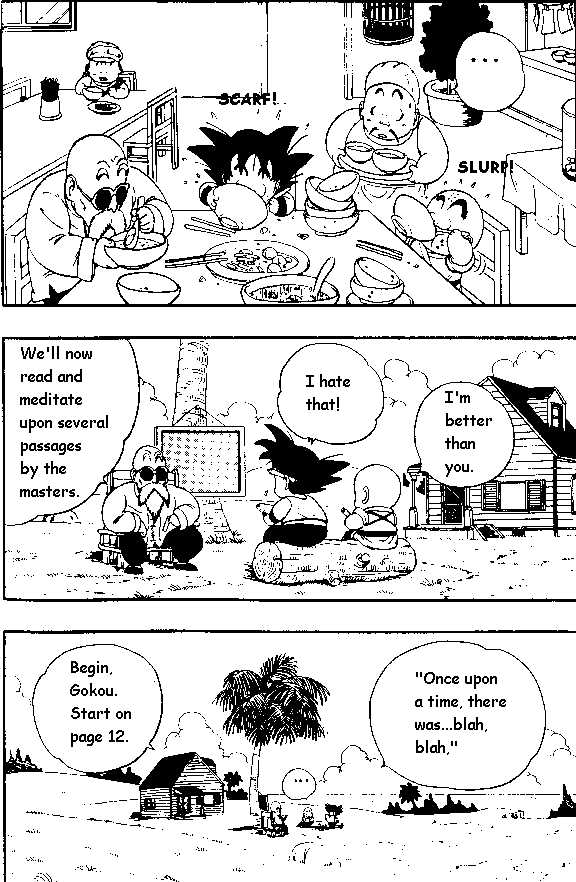 ...
SCARF!
SLURP!
We'll now
read and
meditate
upon several
passages
by the
masters.
I hate
that!
I'm
better
than
you.
Begin,
Gokou.
Start on
page 12.
"Once upon
a time, there
was...blah,
blah,"
...